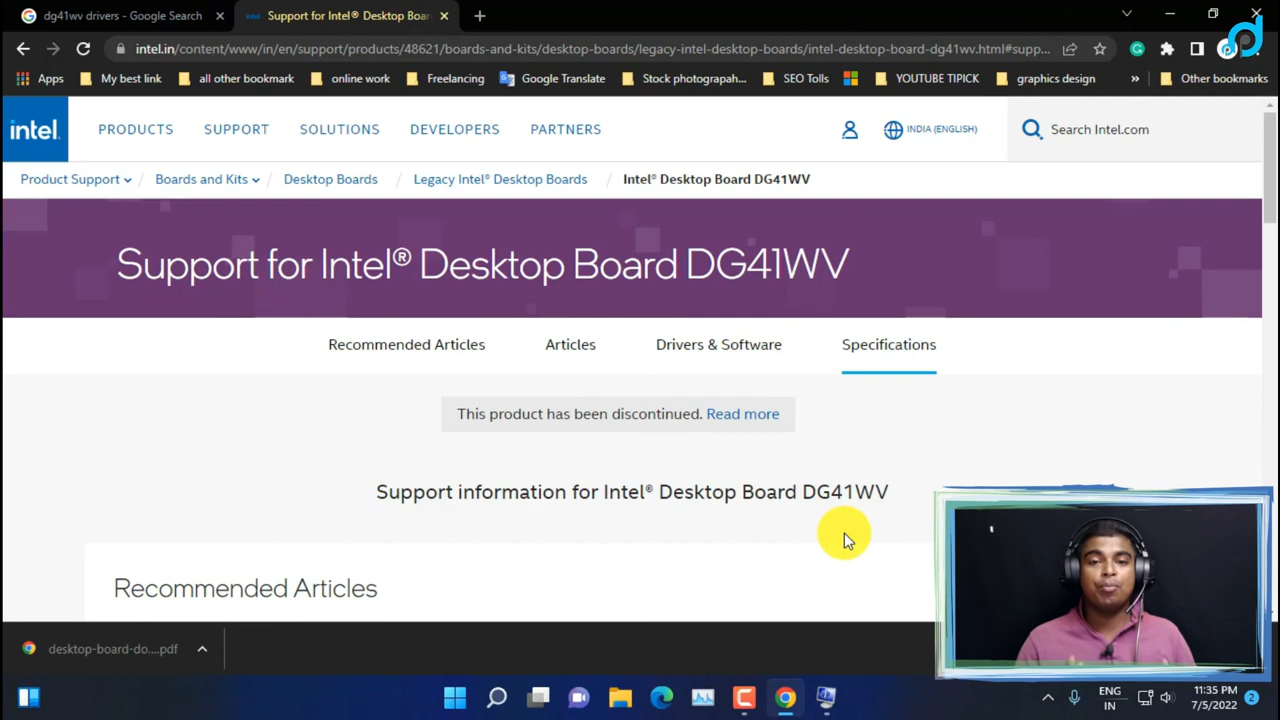 dg41wv drivers - Google Search
Support for Intel® Desktop Boar
intel.in/content/www/in/en/support/products/48621/boards-and-kits/desktop-boards/legacy-intel-desktop-boards/intel-desktop-board-dg41wv.html#supp...
Apps My best link all other bookmark online work Freelancing Google Translate Stock photograpah... SEO Tolls YOUTUBE TIPICK graphics design » Other bookmarks
intel. PRODUCTS SUPPORT SOLUTIONS DEVELOPERS PARTNERS INDIA (ENGLISH) Search Intel.com
Product Support / Boards and Kits / Desktop Boards / Legacy Intel® Desktop Boards / Intel® Desktop Board DG41WV
Support for Intel® Desktop Board DG41WV
Recommended Articles Articles Drivers & Software Specifications
This product has been discontinued. Read more
Support information for Intel® Desktop Board DG41WV
Recommended Articles
desktop-board-do....pdf
ENG 11:35 PM
IN 7/5/2022 2